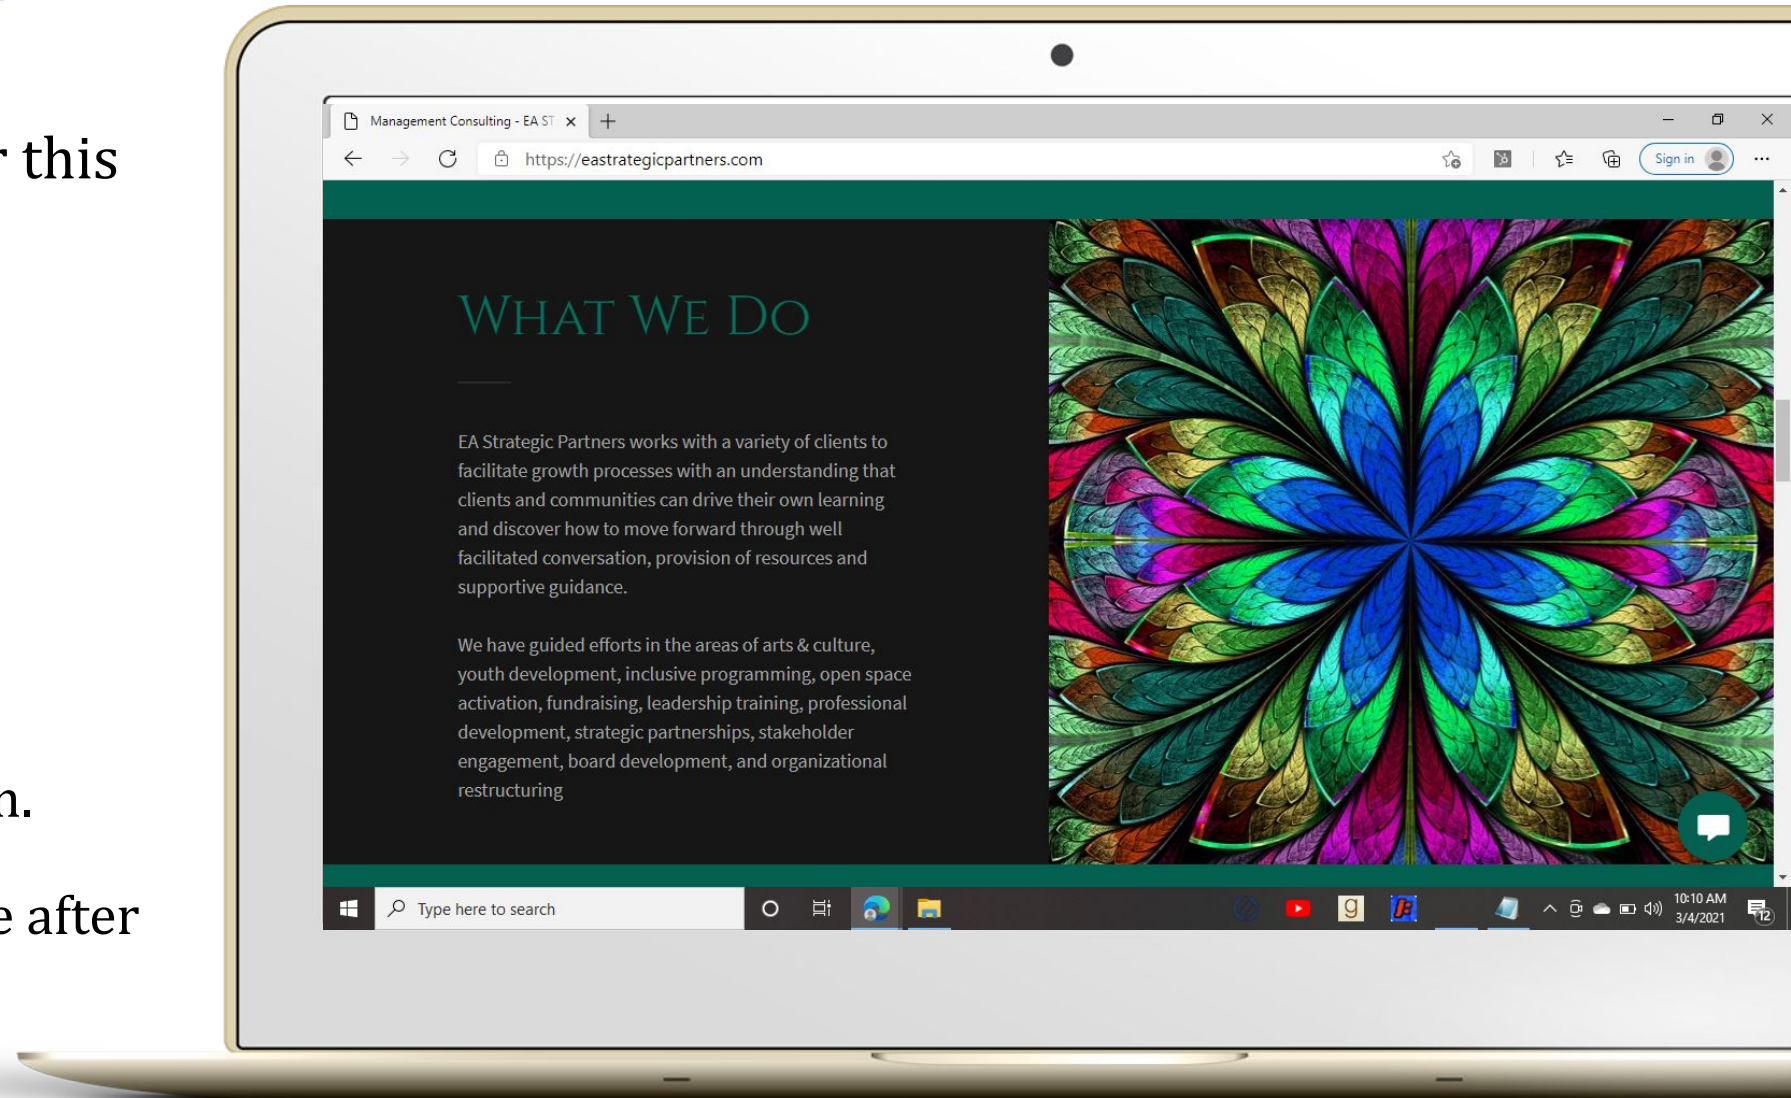 this
n.
e after
Management Consulting - EA ST
https://eastrategicpartners.com
Sign in
WHAT WE DO
EA Strategic Partners works with a variety of clients to
facilitate growth processes with an understanding that
clients and communities can drive their own learning
and discover how to move forward through well
facilitated conversation, provision of resources and
supportive guidance.
We have guided efforts in the areas of arts & culture,
youth development, inclusive programming, open space
activation, fundraising, leadership training, professional
development, strategic partnerships, stakeholder
engagement, board development, and organizational
restructuring
Type here to search
g
10:10 AM
3/4/2021
12